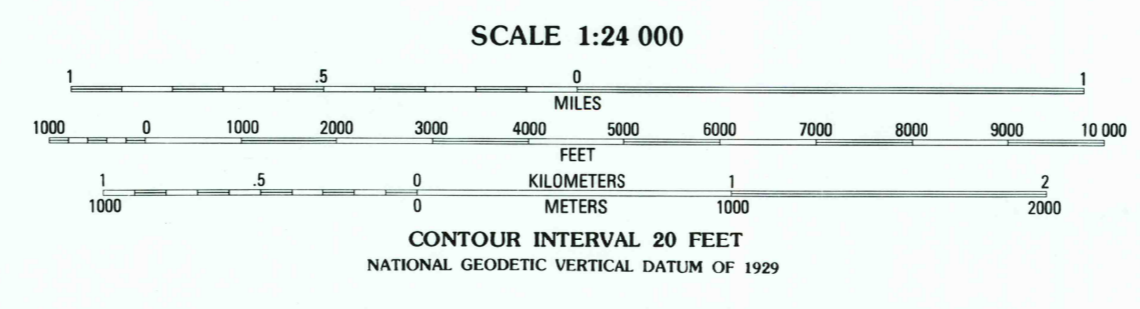 SCALE 1:24 000
1 .5 0 1
MILES
1000 0 1000 2000 3000 4000 5000 6000 7000 8000 9000 10 000
FEET
1 .5 0 KILOMETERS 1 2
1000 0 METERS 1000 2000
CONTOUR INTERVAL 20 FEET
NATIONAL GEODETIC VERTICAL DATUM OF 1929